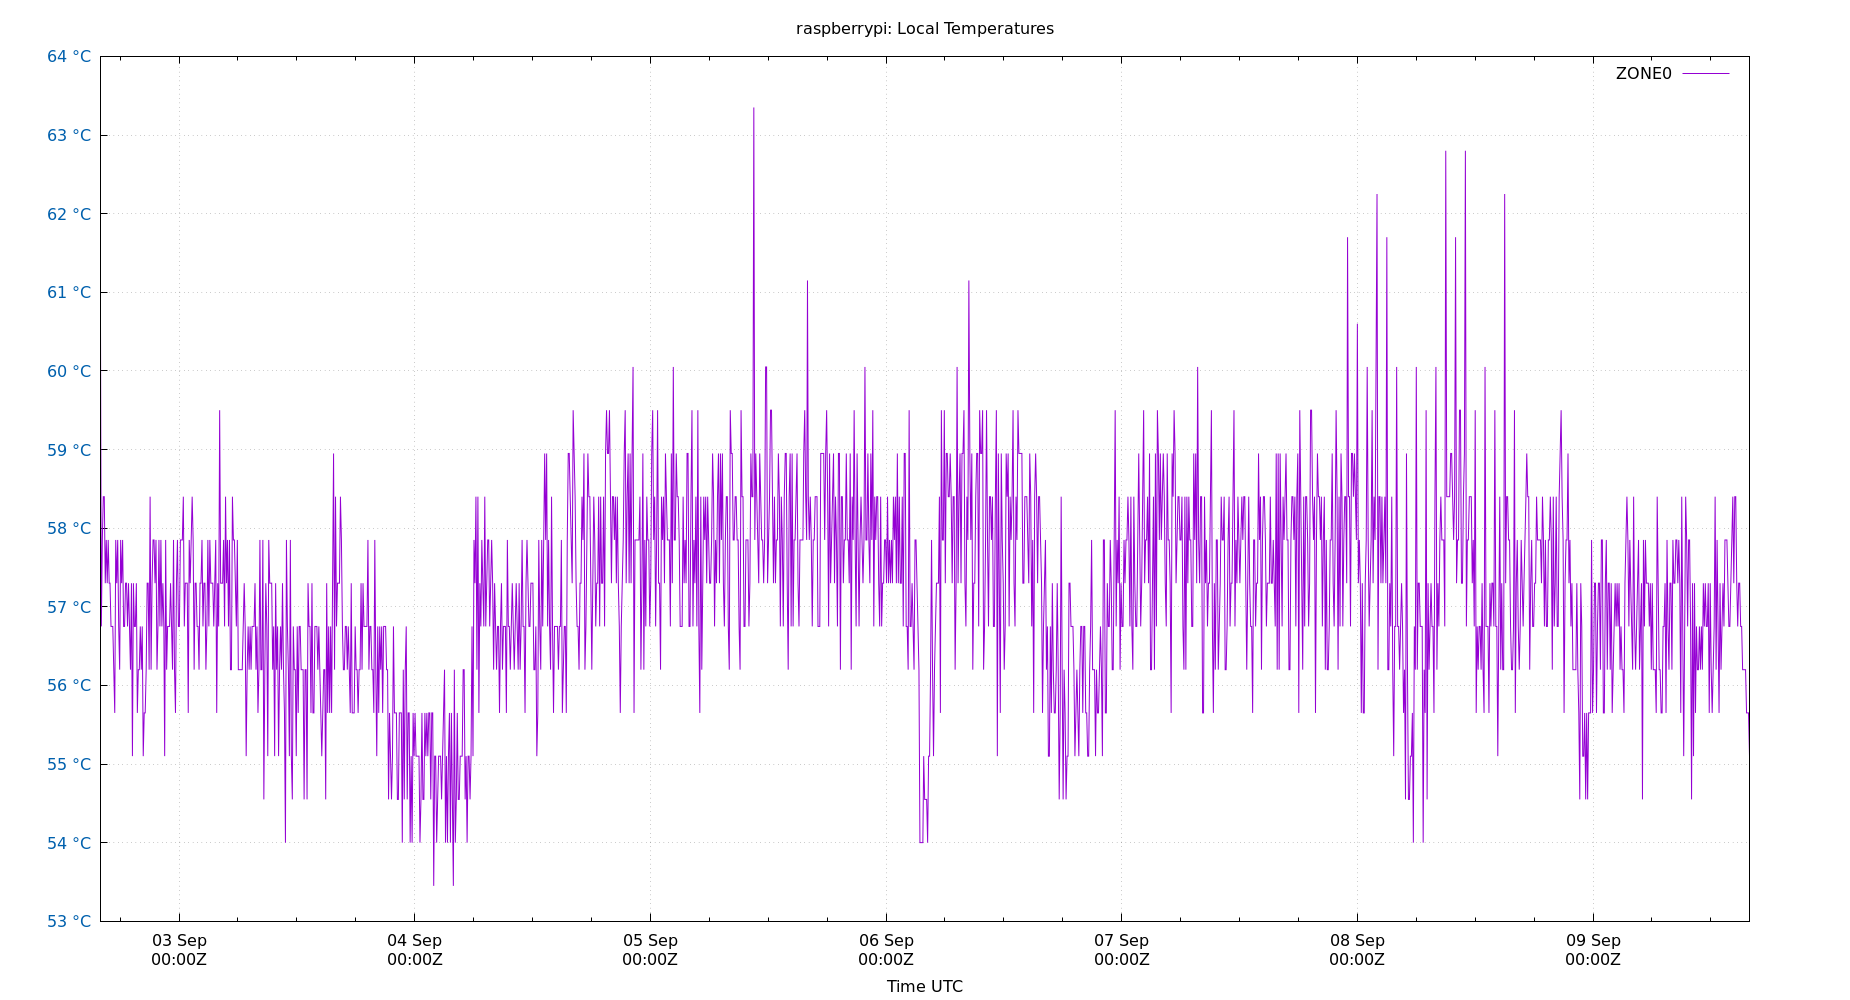 raspberrypi: Local Temperatures
64 °C
ZONE0
63 °C
62 °C
61 °C
60 °C
59 °C
58 °C
57 °C
56 °C
55 °C
54 °C
53 °C
03 Sep 04 Sep 05 Sep 06 Sep 07 Sep 08 Sep 09 Sep
00:00Z 00:00Z 00:00Z 00:00Z 00:00Z 00:00Z 00:00Z
Time UTC